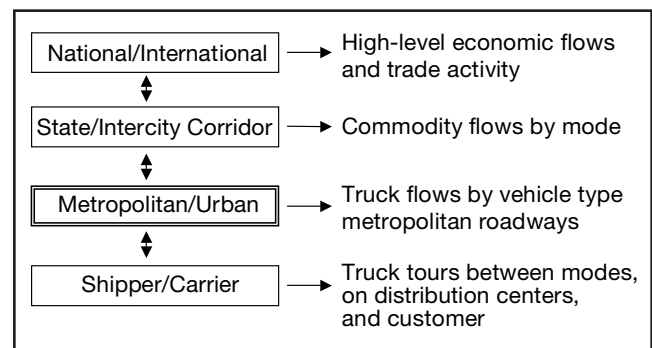 National/International
High-level economic flows
and trade activity
State/Intercity Corridor
Commodity flows by mode
Metropolitan/Urban
Truck flows by vehicle type
metropolitan roadways
Shipper/Carrier
Truck tours between modes,
on distribution centers,
and customer